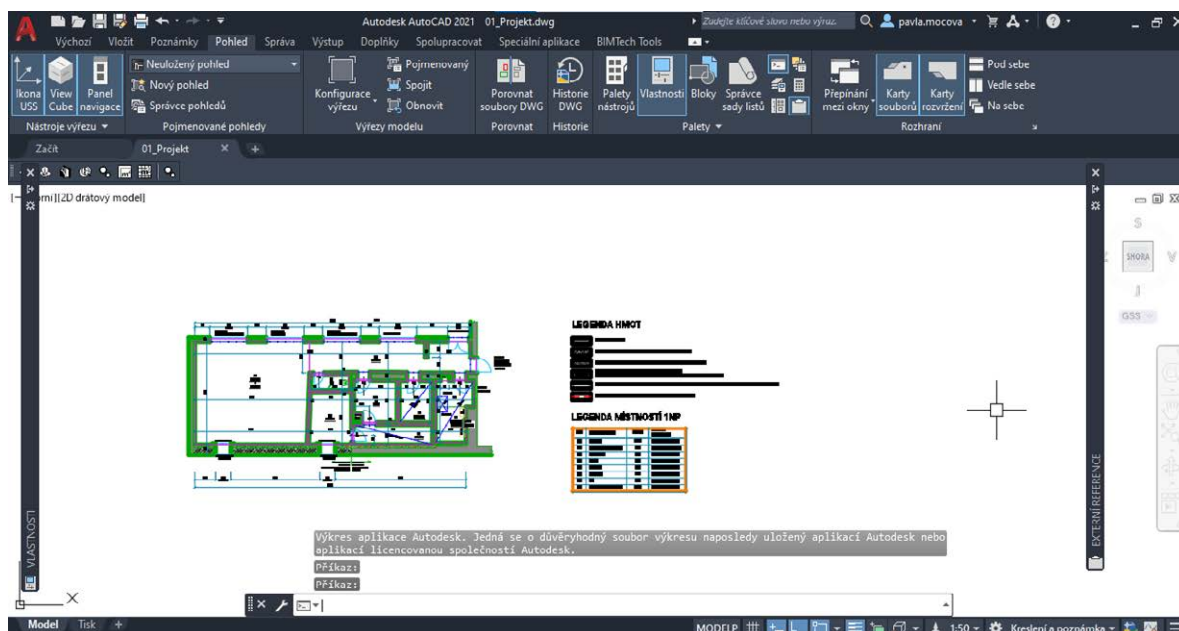 Autodesk AutoCAD 2021 01_Projekt.dwg
Zadejte klíčové slovo nebo výraz.
pavla.mocova
Výchozí Vložit Poznámky Pohled Správa Výstup Doplňky Spolupracovat Speciální aplikace BIMTech Tools
Ikona USS
View Cube
Panel navigace
Neuložený pohled
Nový pohled
Správce pohledů
Konfigurace výřezu
Pojmenovaný
Spojit
Obnovit
Porovnat soubory DWG
Historie DWG
Palety nástrojů
Vlastnosti
Bloky
Správce sady listů
Přepínání mezi okny
Karty souborů
Karty rozvržení
Pod sebe
Vedle sebe
Na sebe
Nástroje výřezu Pojmenované pohledy Výřezy modelu Porovnat Historie Palety Rozhraní
Začít 01_Projekt
][2D drátový model]
S
SHORA
V
J
GSS
LEGENDA HMOT
LEGENDA MÍSTNOSTÍ 1NP
VLASTNOSTI
EXTERNÍ REFERENCE
Výkres aplikace Autodesk. Jedná se o důvěryhodný soubor výkresu naposledy uložený aplikací Autodesk nebo
aplikací licencovanou společností Autodesk.
Příkaz:
Příkaz:
X
Model Tisk
MODELP 1:50 Kreslení a poznámka